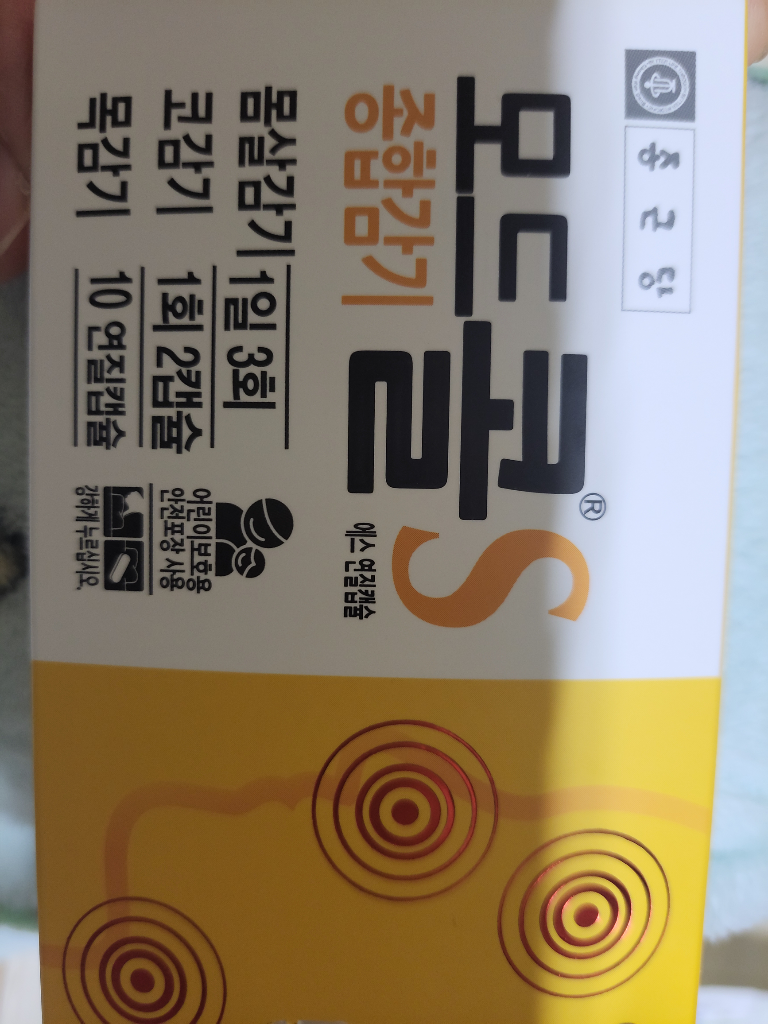 종근당
모드콜®S
종합감기
에스 연질캡슐
몸살감기
코감기
목감기
1일 3회
1회 2캡슐
10 연질캡슐
어린이보호용
안전포장 사용
강하게 누르십시오.